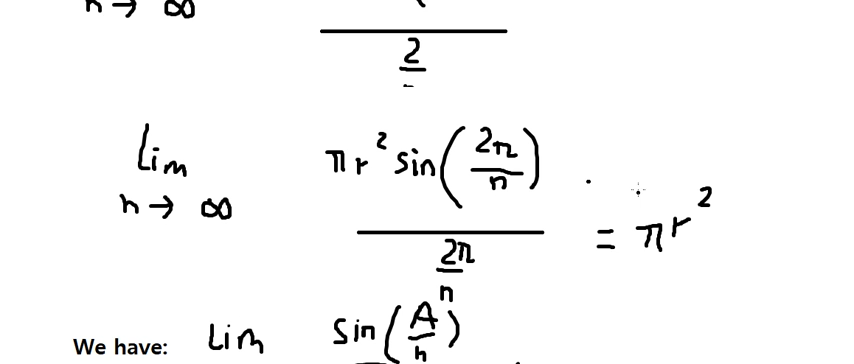 n → ∞
2
Lim πr² sin(2π/n)
n → ∞
2π/n = πr²
We have: Lim sin(A/n)